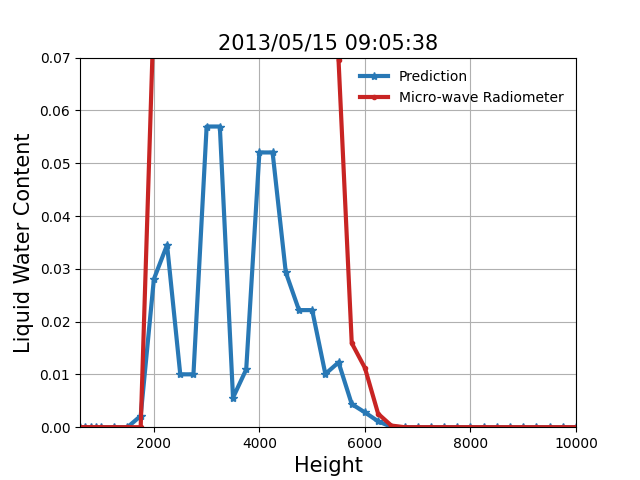 2013/05/15 09:05:38
Prediction
Micro-wave Radiometer
Liquid Water Content
0.07
0.06
0.05
0.04
0.03
0.02
0.01
0.00
2000 4000 6000 8000 10000
Height